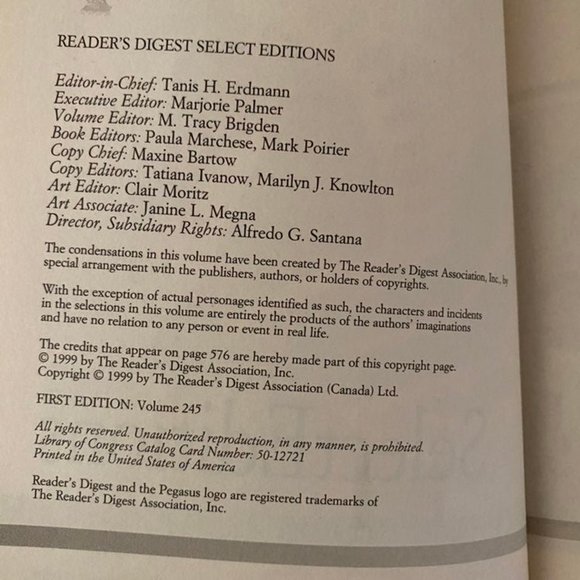 READER'S DIGEST SELECT EDITIONS
Editor-in-Chief: Tanis H. Erdmann
Executive Editor: Marjorie Palmer
Volume Editor: M. Tracy Brigden
Book Editors: Paula Marchese, Mark Poirier
Copy Chief: Maxine Bartow
Copy Editors: Tatiana Ivanow, Marilyn J. Knowlton
Art Editor: Clair Moritz
Art Associate: Janine L. Megna
Director, Subsidiary Rights: Alfredo G. Santana
The condensations in this volume have been created by The Reader's Digest Association, Inc., by
special arrangement with the publishers, authors, or holders of copyrights.
With the exception of actual personages identified as such, the characters and incidents
in the selections in this volume are entirely the products of the authors' imaginations
and have no relation to any person or event in real life.
The credits that appear on page 576 are hereby made part of this copyright page.
© 1999 by The Reader's Digest Association, Inc.
Copyright © 1999 by The Reader's Digest Association (Canada) Ltd.
FIRST EDITION: Volume 245
All rights reserved. Unauthorized reproduction, in any manner, is prohibited.
Library of Congress Catalog Card Number: 50-12721
Printed in the United States of America
Reader's Digest and the Pegasus logo are registered trademarks of
The Reader's Digest Association, Inc.